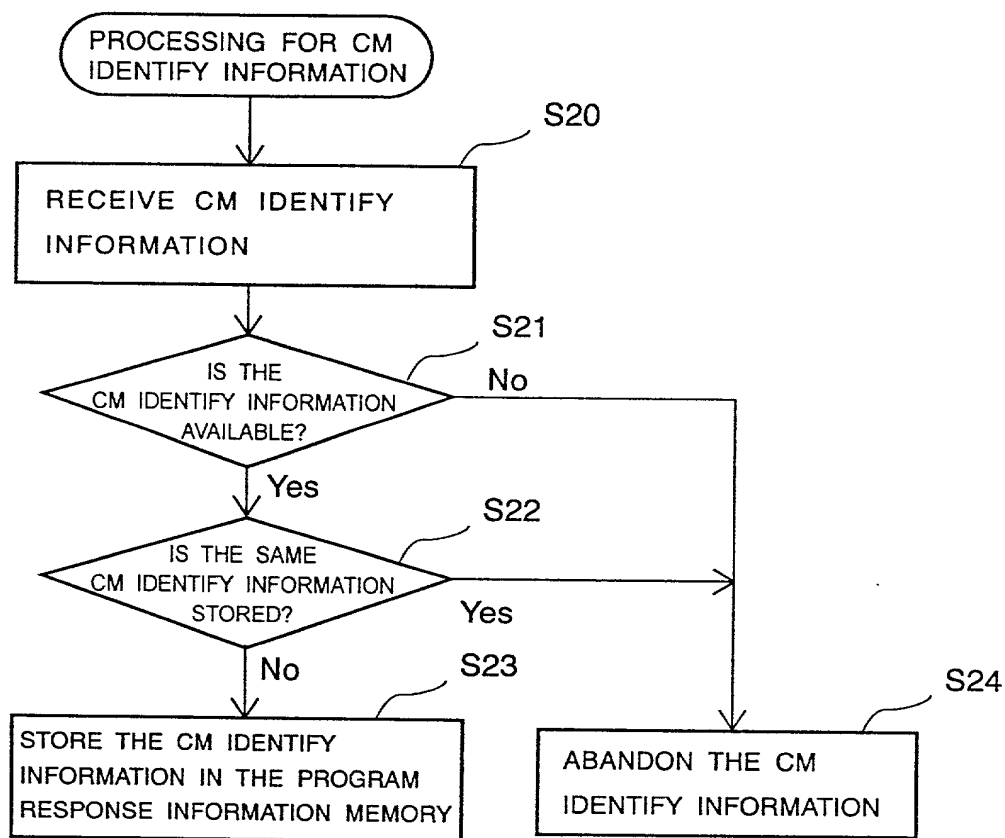 PROCESSING FOR CM
IDENTIFY INFORMATION
S20
RECEIVE CM IDENTIFY
INFORMATION
S21
IS THE
CM IDENTIFY INFORMATION
AVAILABLE?
No
Yes
S22
IS THE SAME
CM IDENTIFY INFORMATION
STORED?
Yes
No
S23
STORE THE CM IDENTIFY
INFORMATION IN THE PROGRAM
RESPONSE INFORMATION MEMORY
S24
ABANDON THE CM
IDENTIFY INFORMATION